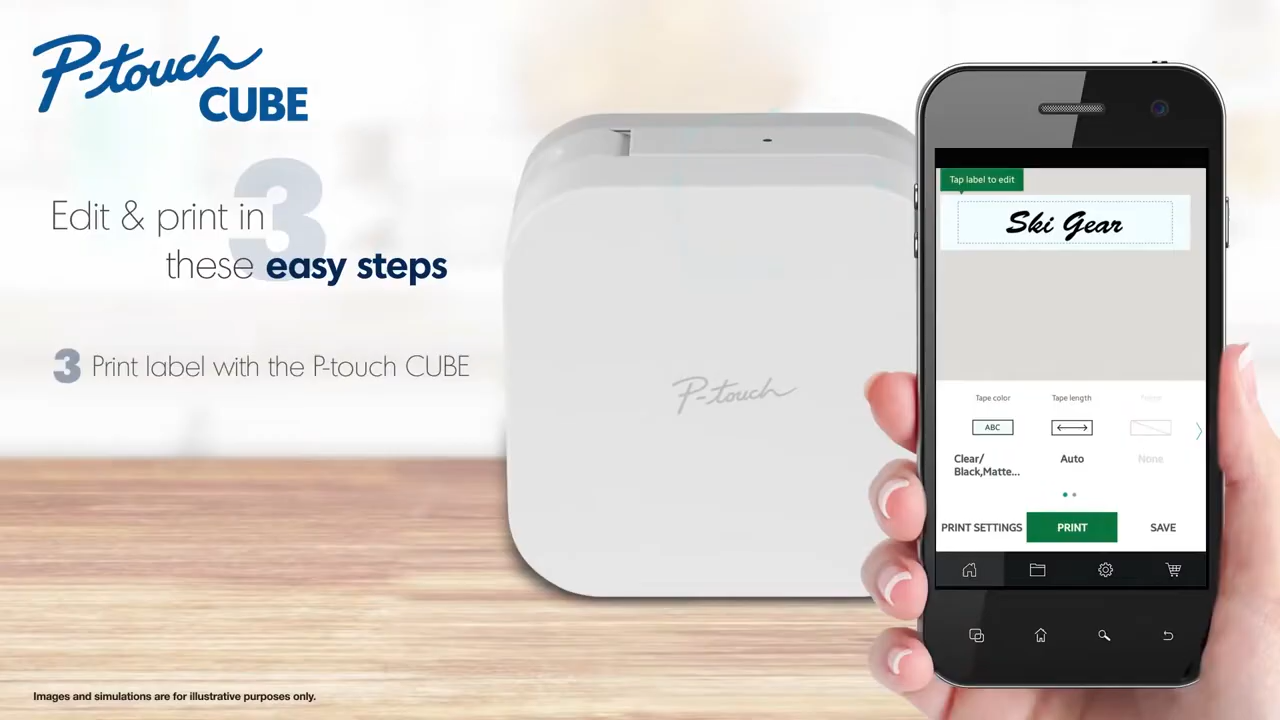 P-touch
CUBE
3
Edit & print in
these easy steps
3 Print label with the P-touch CUBE
P-touch
Tap label to edit
Ski Gear
Tape color
Tape length
Frame
ABC
Clear/
Black,Matte...
Auto
None
PRINT SETTINGS
PRINT
SAVE
Images and simulations are for illustrative purposes only.